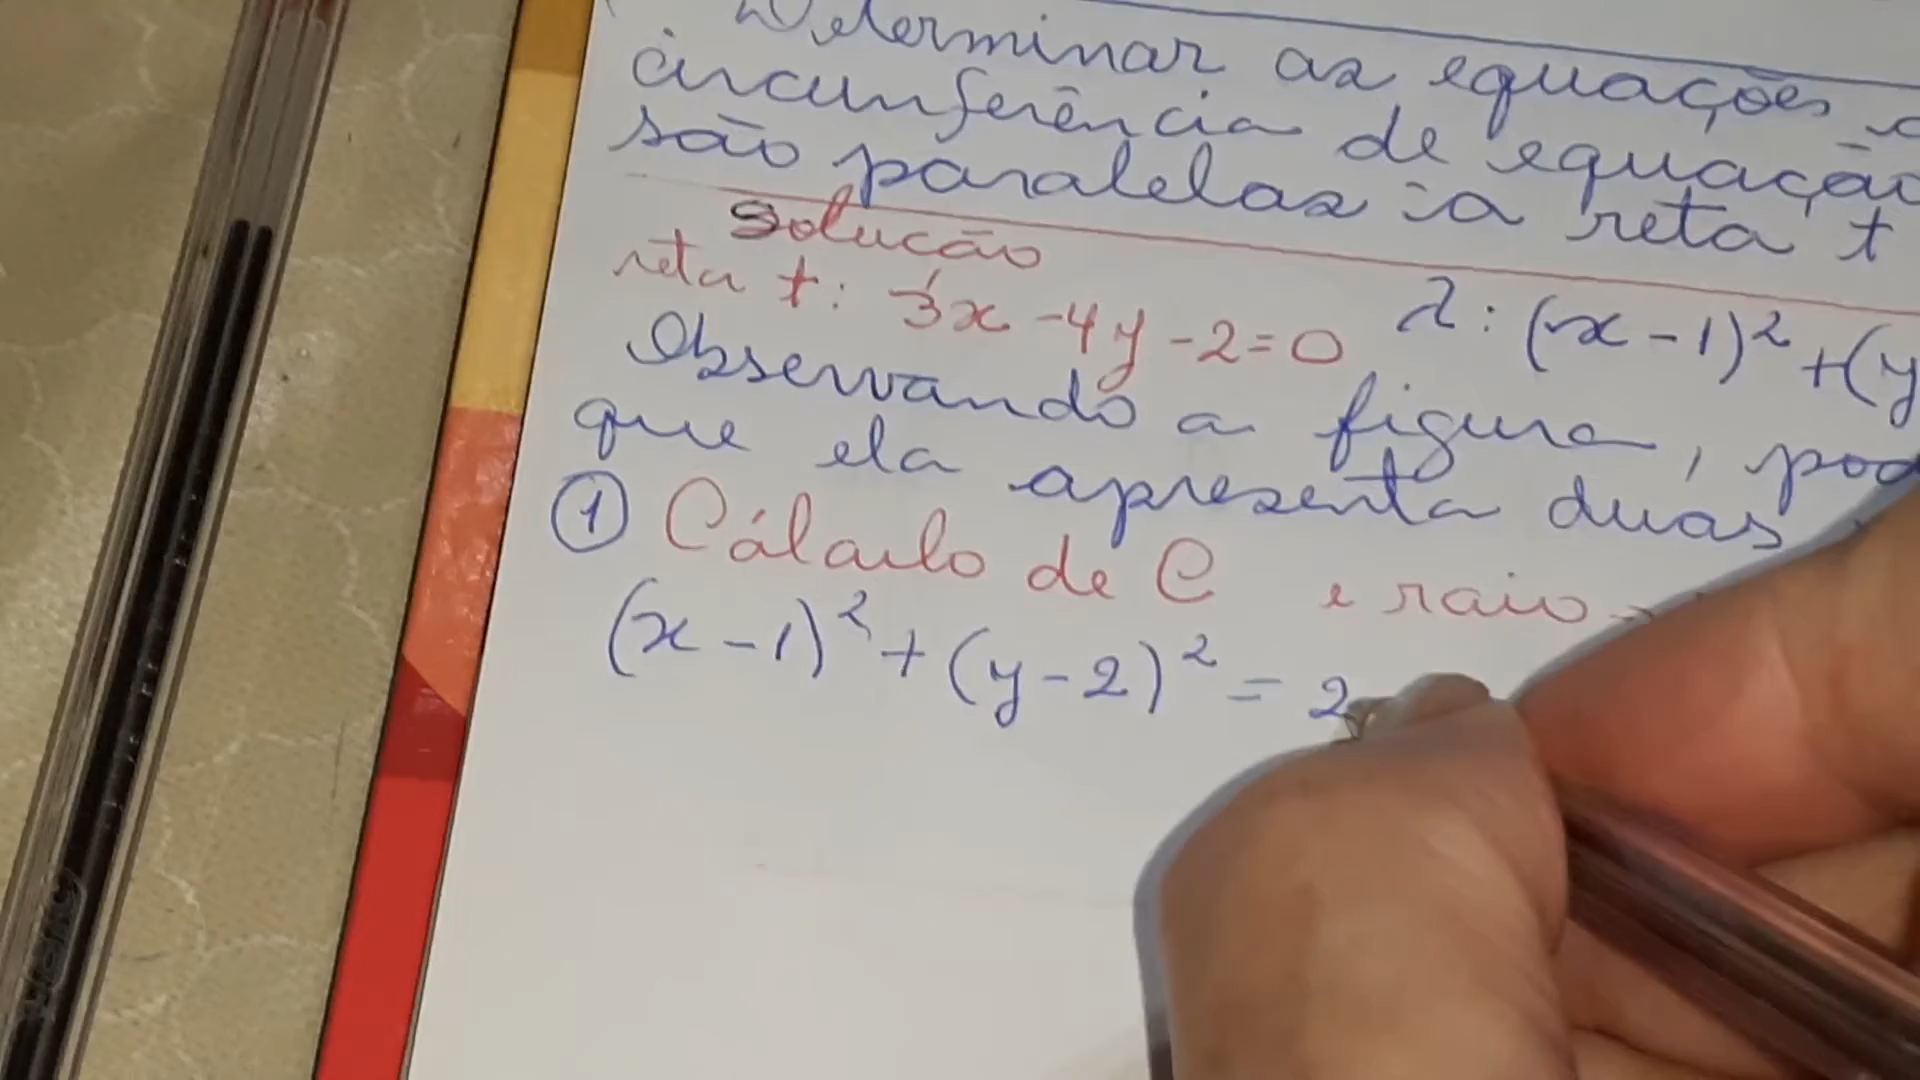 Determinar as equações
circunferência de equação
são paralelas à reta t
Solução
reta t: 3x - 4y - 2 = 0 λ: (x - 1)² + (y
Observando a figura, pod
que ela apresenta duas
① Cálculo de C e raio
(x - 1)² + (y - 2)² = 2